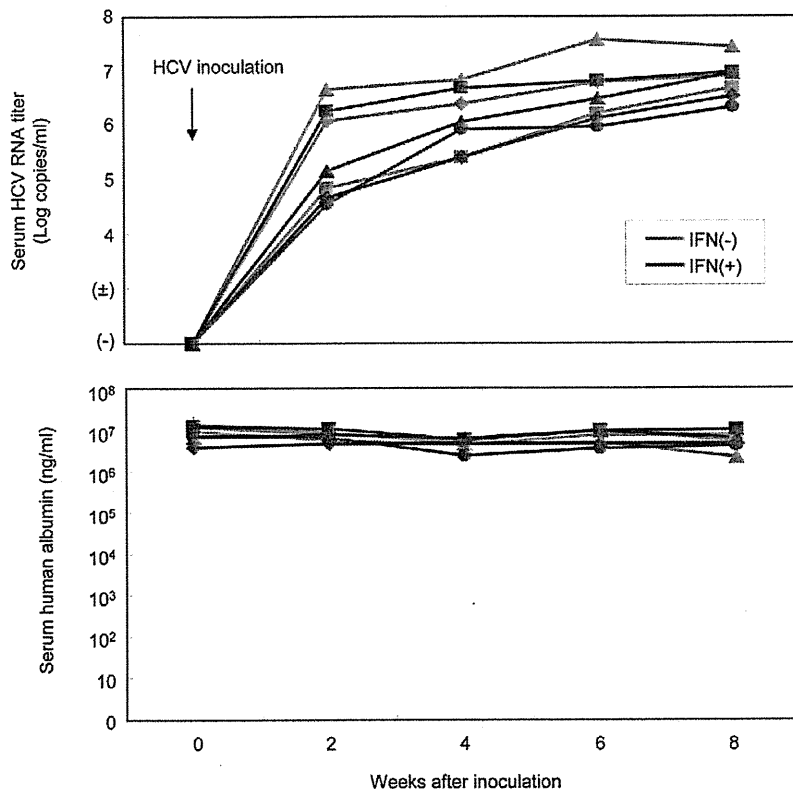 8
7
6
5
4
(±)
(-)
Serum HCV RNA titer
(Log copies/ml)
HCV inoculation
IFN(-)
IFN(+)
10⁸
10⁷
10⁶
10⁵
10⁴
10³
10²
10
0
Serum human albumin (ng/ml)
0 2 4 6 8
Weeks after inoculation